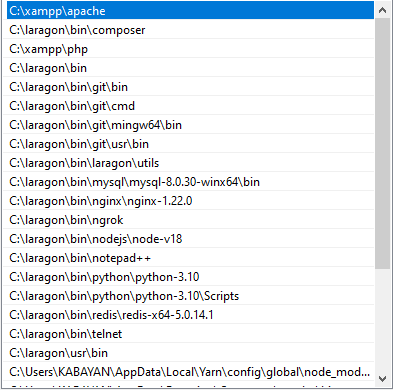 C:\xampp\apache
C:\laragon\bin\composer
C:\xampp\php
C:\laragon\bin
C:\laragon\bin\git\bin
C:\laragon\bin\git\cmd
C:\laragon\bin\git\mingw64\bin
C:\laragon\bin\git\usr\bin
C:\laragon\bin\laragon\utils
C:\laragon\bin\mysql\mysql-8.0.30-winx64\bin
C:\laragon\bin\nginx\nginx-1.22.0
C:\laragon\bin\ngrok
C:\laragon\bin\nodejs\node-v18
C:\laragon\bin\notepad++
C:\laragon\bin\python\python-3.10
C:\laragon\bin\python\python-3.10\Scripts
C:\laragon\bin\redis\redis-x64-5.0.14.1
C:\laragon\bin\telnet
C:\laragon\usr\bin
C:\Users\KABAYAN\AppData\Local\Yarn\config\global\node_mod...